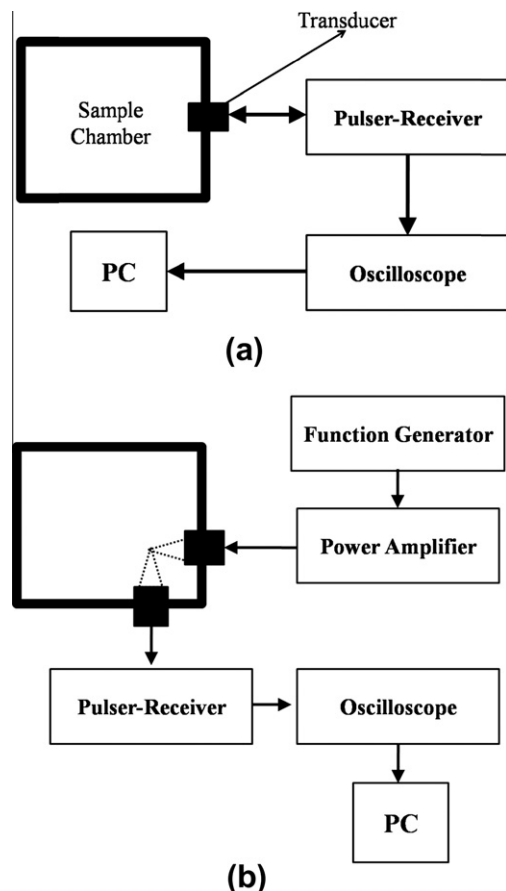 Transducer
Sample
Chamber
Pulser-Receiver
PC
Oscilloscope
(a)
Function Generator
Power Amplifier
Pulser-Receiver
Oscilloscope
PC
(b)